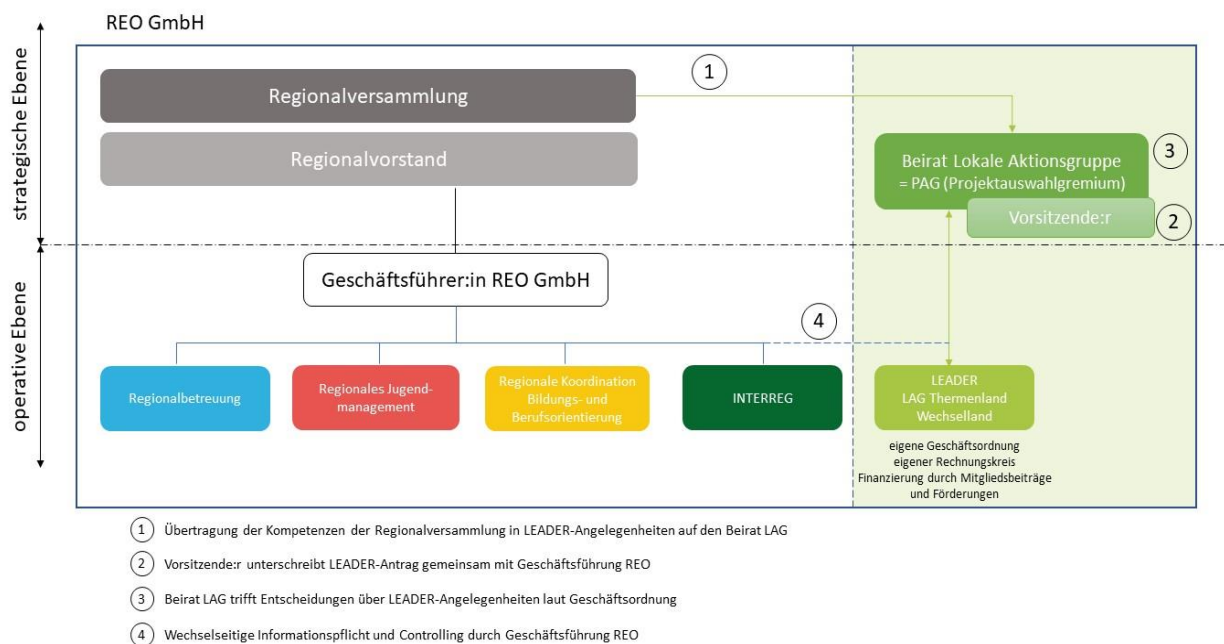 REO GmbH
strategische Ebene
Regionalversammlung
1
Regionalvorstand
Beirat Lokale Aktionsgruppe
= PAG (Projektauswahlgremium)
3
Vorsitzende:r
2
operative Ebene
Geschäftsführer:in REO GmbH
4
Regionalbetreuung
Regionales Jugend-
management
Regionale Koordination
Bildungs- und
Berufsorientierung
INTERREG
LEADER
LAG Thermenland
Wechselland
eigene Geschäftsordnung
eigener Rechnungskreis
Finanzierung durch Mitgliedsbeiträge
und Förderungen
1 Übertragung der Kompetenzen der Regionalversammlung in LEADER-Angelegenheiten auf den Beirat LAG
2 Vorsitzende:r unterschreibt LEADER-Antrag gemeinsam mit Geschäftsführung REO
3 Beirat LAG trifft Entscheidungen über LEADER-Angelegenheiten laut Geschäftsordnung
4 Wechselseitige Informationspflicht und Controlling durch Geschäftsführung REO